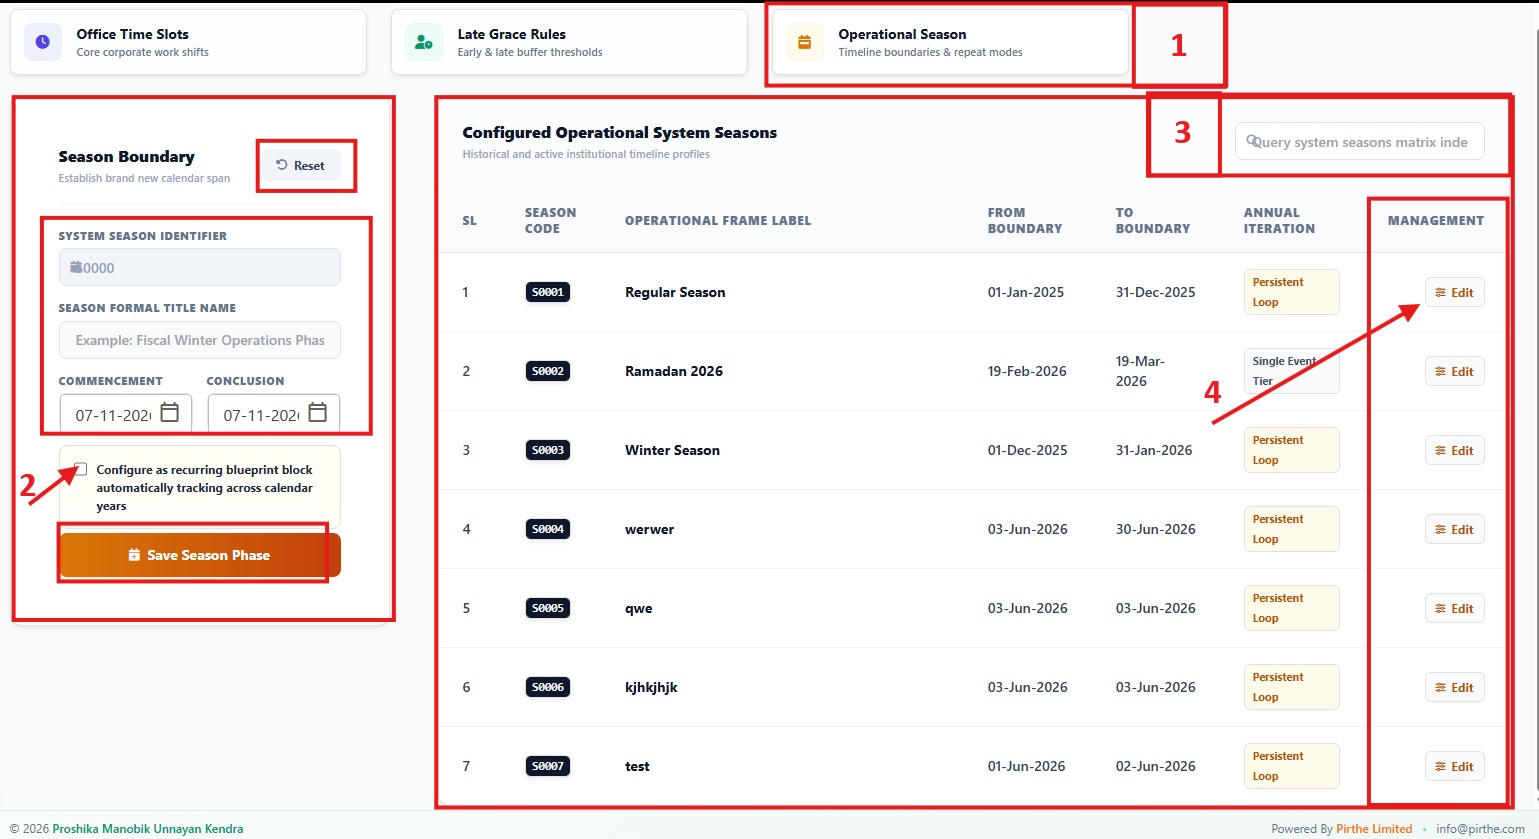 Office Time Slots
Core corporate work shifts
Late Grace Rules
Early & late buffer thresholds
Operational Season
Timeline boundaries & repeat modes
1
Season Boundary
Establish brand new calendar span
Reset
SYSTEM SEASON IDENTIFIER
0000
SEASON FORMAL TITLE NAME
Example: Fiscal Winter Operations Phas
COMMENCEMENT CONCLUSION
07-11-202 07-11-202
2
Configure as recurring blueprint block
automatically tracking across calendar
years
Save Season Phase
Configured Operational System Seasons
Historical and active institutional timeline profiles
3
Query system seasons matrix inde
SL SEASON CODE OPERATIONAL FRAME LABEL FROM BOUNDARY TO BOUNDARY ANNUAL ITERATION MANAGEMENT
1 S0001 Regular Season 01-Jan-2025 31-Dec-2025 Persistent Loop Edit
2 S0002 Ramadan 2026 19-Feb-2026 19-Mar-2026 Single Event Tier Edit
4
3 S0003 Winter Season 01-Dec-2025 31-Jan-2026 Persistent Loop Edit
4 S0004 werwer 03-Jun-2026 30-Jun-2026 Persistent Loop Edit
5 S0005 qwe 03-Jun-2026 03-Jun-2026 Persistent Loop Edit
6 S0006 kjhkjhjk 03-Jun-2026 03-Jun-2026 Persistent Loop Edit
7 S0007 test 01-Jun-2026 02-Jun-2026 Persistent Loop Edit
© 2026 Proshika Manobik Unnayan Kendra
Powered By Pirthe Limited • info@pirthe.com